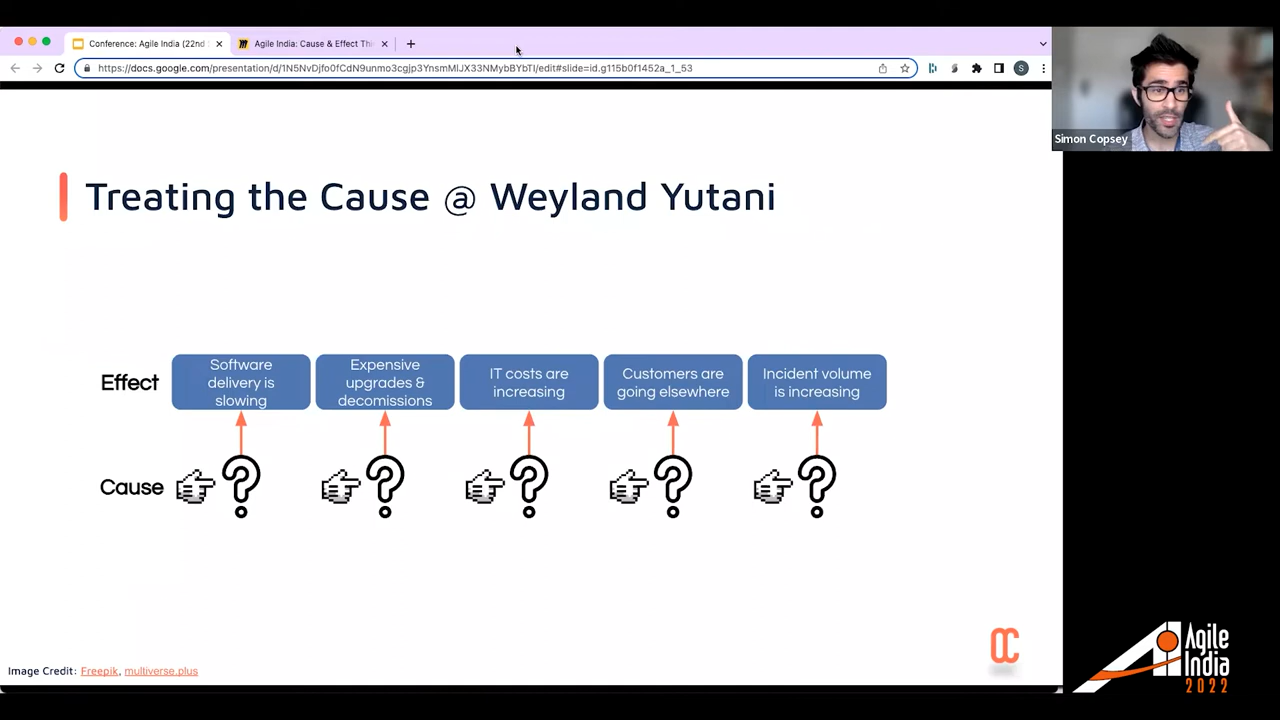 Conference: Agile India (22nd
Agile India: Cause & Effect Thi
https://docs.google.com/presentation/d/1N5NvDjfo0fCdN9unmo3cgjp3YnsmMIJX33NMybBYbTI/edit#slide=id.g115b0f1452a_1_53
S
Simon Copsey
Treating the Cause @ Weyland Yutani
Effect
Software
delivery is
slowing
Expensive
upgrades &
decomissions
IT costs are
increasing
Customers are
going elsewhere
Incident volume
is increasing
Cause
? ? ? ? ?
Image Credit: Freepik, multiverse.plus
OC
Agile
India
2022